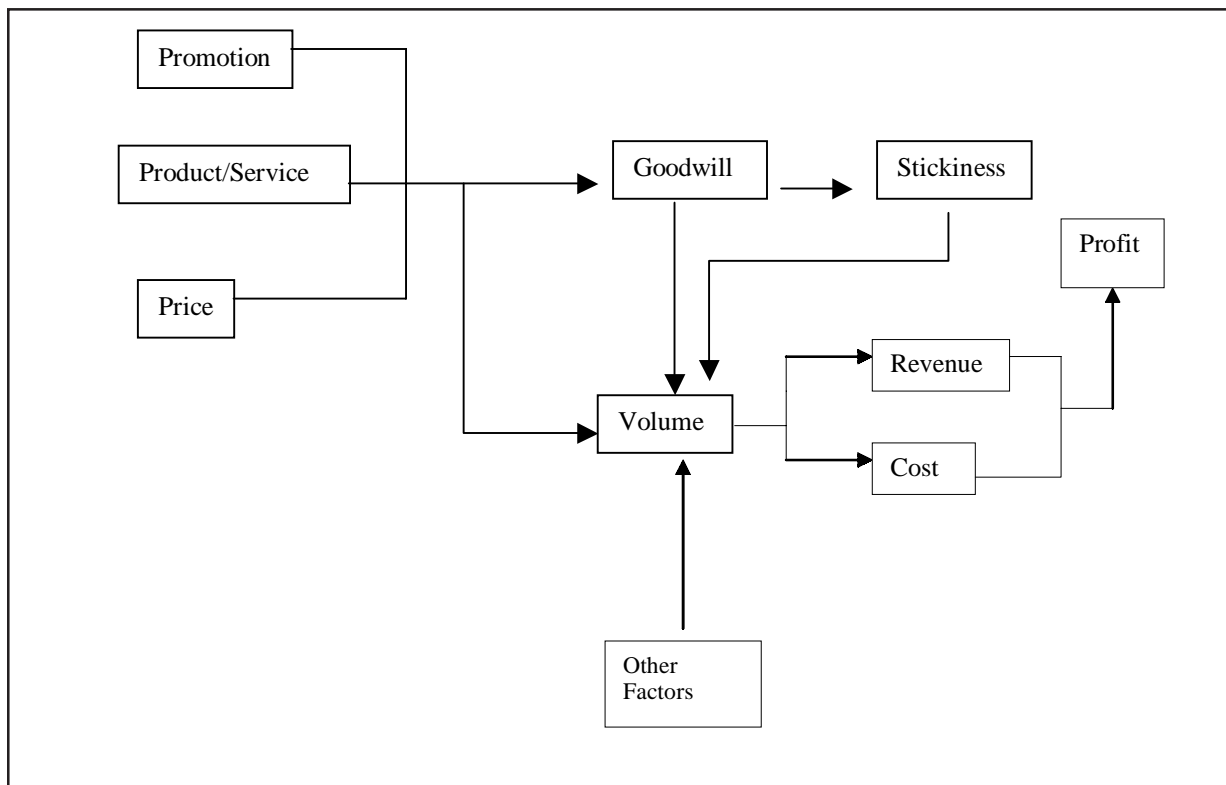 Promotion
Product/Service
Goodwill
Stickiness
Profit
Price
Revenue
Volume
Cost
Other
Factors